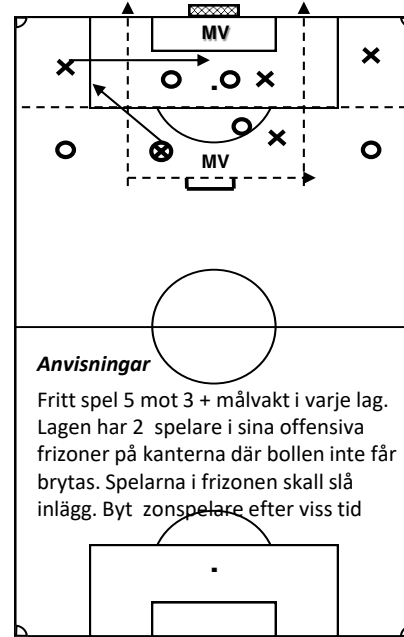 MV
MV
Anvisningar
Fritt spel 5 mot 3 + målvakt i varje lag.
Lagen har 2  spelare i sina offensiva
frizoner på kanterna där bollen inte får
brytas. Spelarna i frizonen skall slå
inlägg. Byt  zonspelare efter viss tid